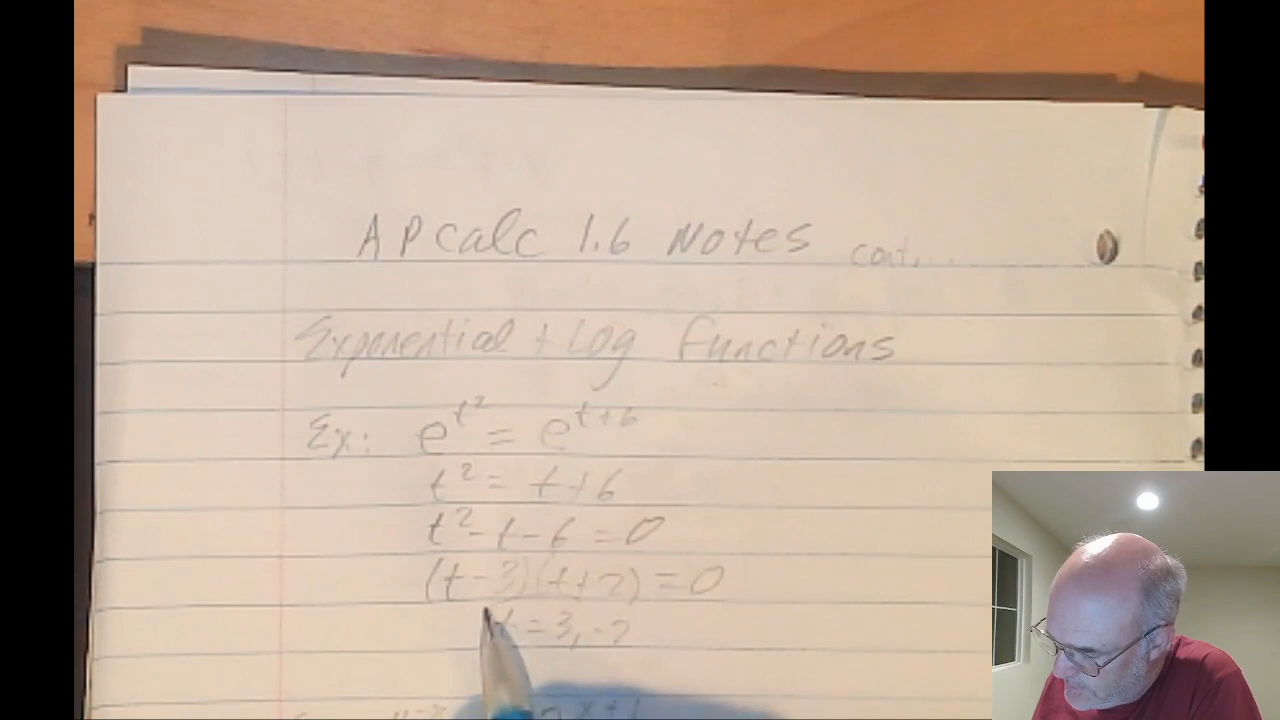 AP Calc 1.6 Notes cont...
Exponential + Log Functions
Ex: e^{t²} = e^{t+6}
t² = t+6
t²-t-6 = 0
(t-3)(t+2) = 0
t = 3, -2